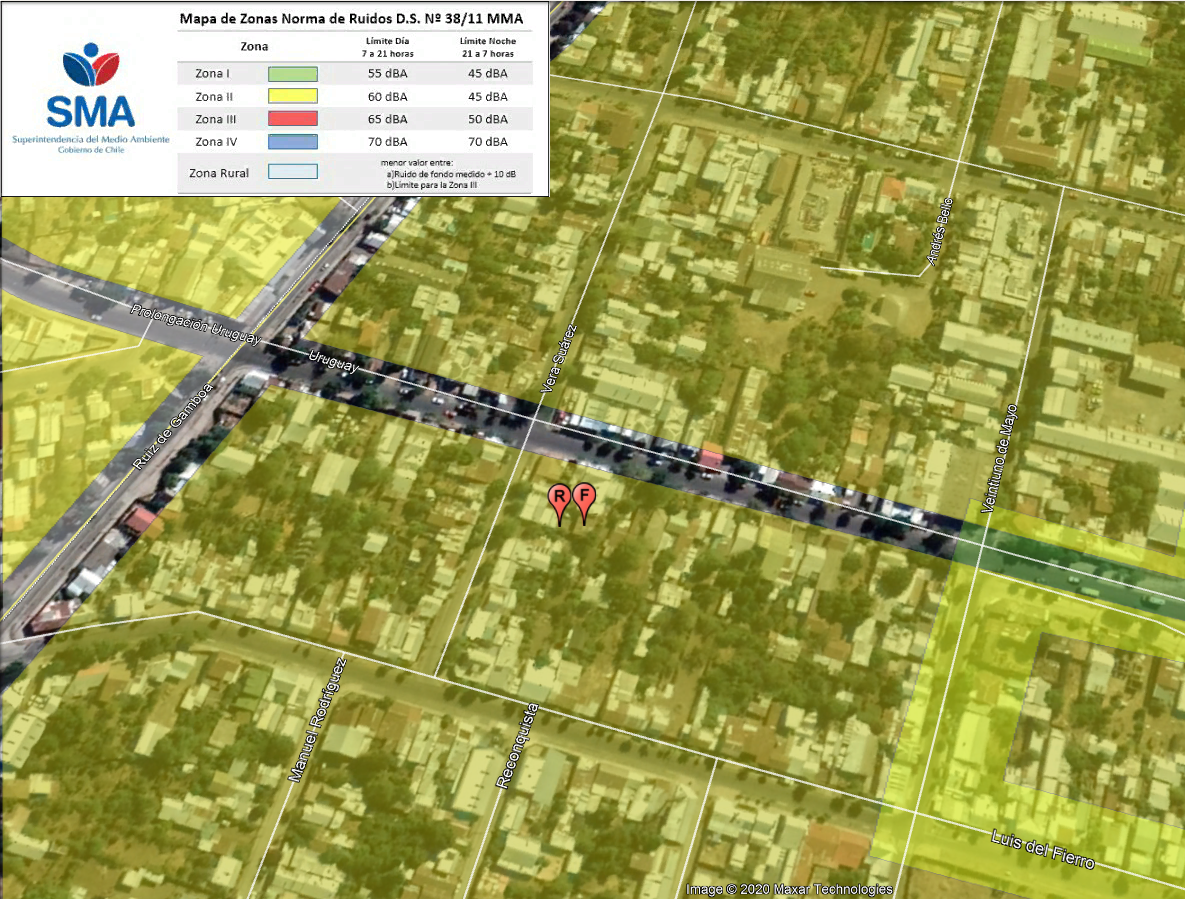 Mapa de Zonas Norma de Ruidos D.S. Nº 38/11 MMA
Zona
Límite Día
7 a 21 horas
Límite Noche
21 a 7 horas
Zona I 55 dBA 45 dBA
Zona II 60 dBA 45 dBA
Zona III 65 dBA 50 dBA
Zona IV 70 dBA 70 dBA
Zona Rural
menor valor entre:
a)Ruido de fondo medido + 10 dB
b)Límite para la Zona III
SMA
Superintendencia del Medio Ambiente
Gobierno de Chile
Andrés Bello
Prolongación Uruguay
Uruguay
Vera Suárez
Ruiz de Gamboa
Veintiuno de Mayo
R
F
Manuel Rodríguez
Reconquista
Luis del Fierro
Image © 2020 Maxar Technologies